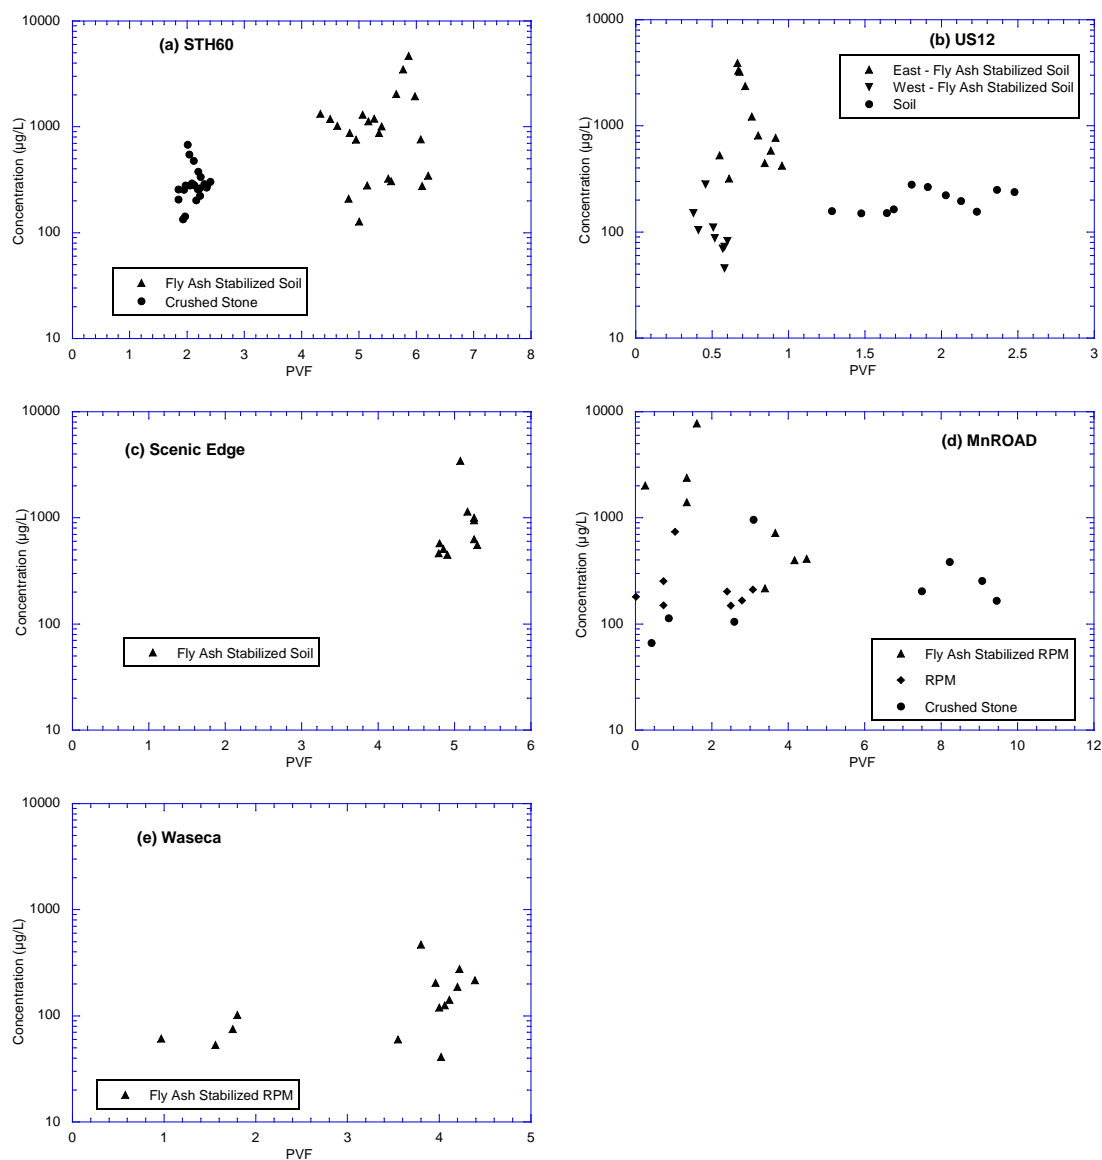 (a) STH60
Concentration (µg/L)
10000
1000
100
10
Fly Ash Stabilized Soil
Crushed Stone
0 1 2 3 4 5 6 7 8
PVF
(b) US12
Concentration (µg/L)
10000
1000
100
10
East - Fly Ash Stabilized Soil
West - Fly Ash Stabilized Soil
Soil
0 0.5 1 1.5 2 2.5 3
PVF
(c) Scenic Edge
Concentration (µg/L)
10000
1000
100
10
Fly Ash Stabilized Soil
0 1 2 3 4 5 6
PVF
(d) MnROAD
Concentration (µg/L)
10000
1000
100
10
Fly Ash Stabilized RPM
RPM
Crushed Stone
0 2 4 6 8 10 12
PVF
(e) Waseca
Concentration (µg/L)
10000
1000
100
10
Fly Ash Stabilized RPM
0 1 2 3 4 5
PVF